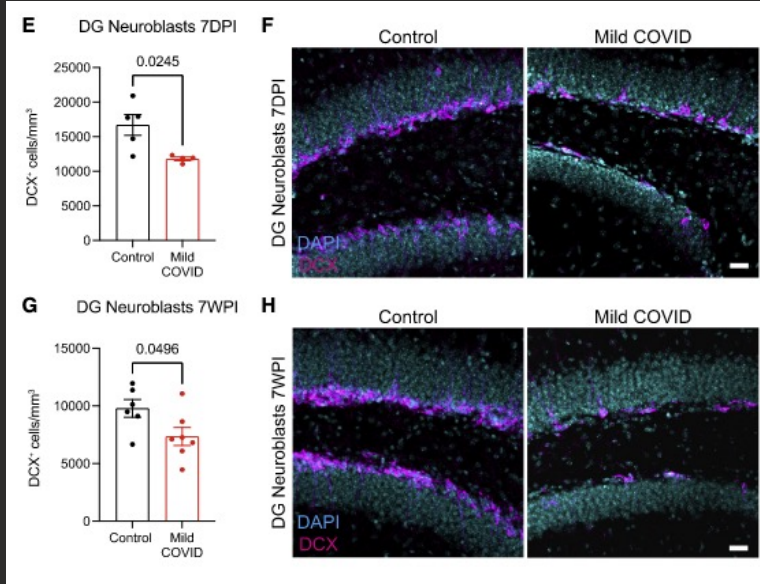 E
DG Neuroblasts 7DPI
0.0245
25000
20000
15000
10000
5000
0
DCX⁺ cells/mm³
Control
Mild
COVID
F
Control
Mild COVID
DG Neuroblasts 7DPI
DAPI
DCX
G
DG Neuroblasts 7WPI
0.0496
15000
10000
5000
0
DCX⁺ cells/mm³
Control
Mild
COVID
H
Control
Mild COVID
DG Neuroblasts 7WPI
DAPI
DCX